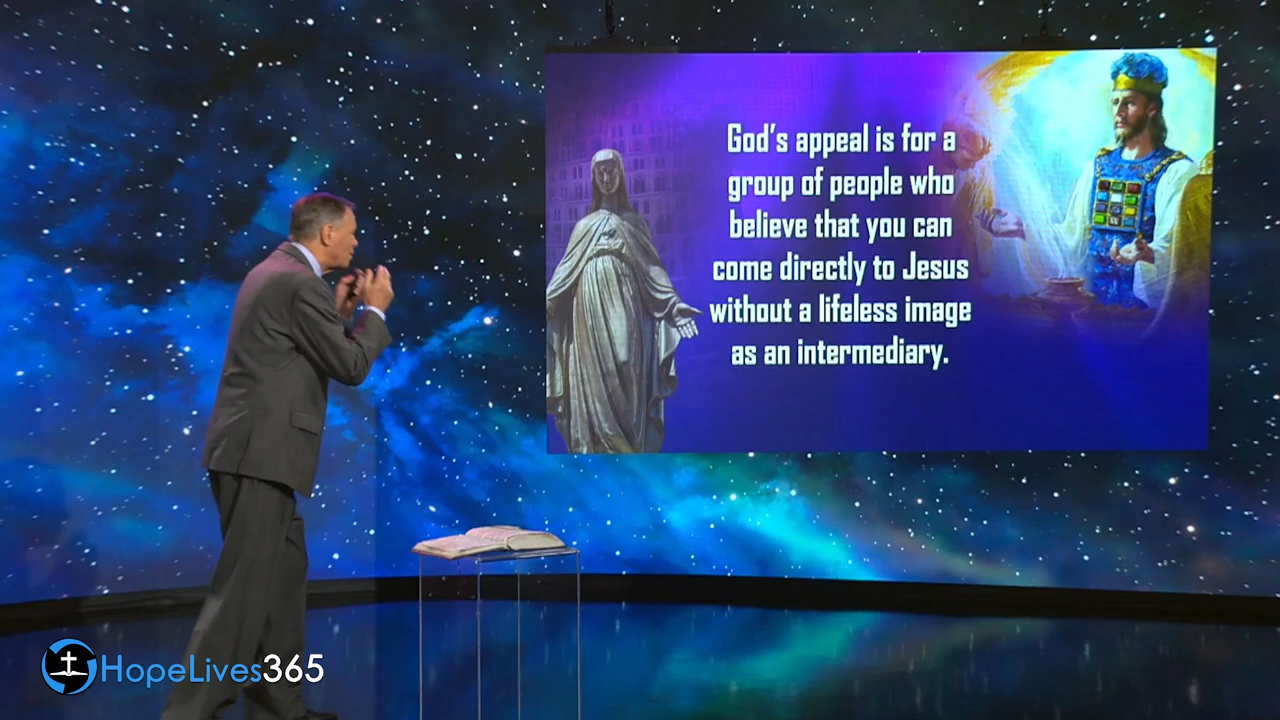 God's appeal is for a
group of people who
believe that you can
come directly to Jesus
without a lifeless image
as an intermediary.
HopeLives365